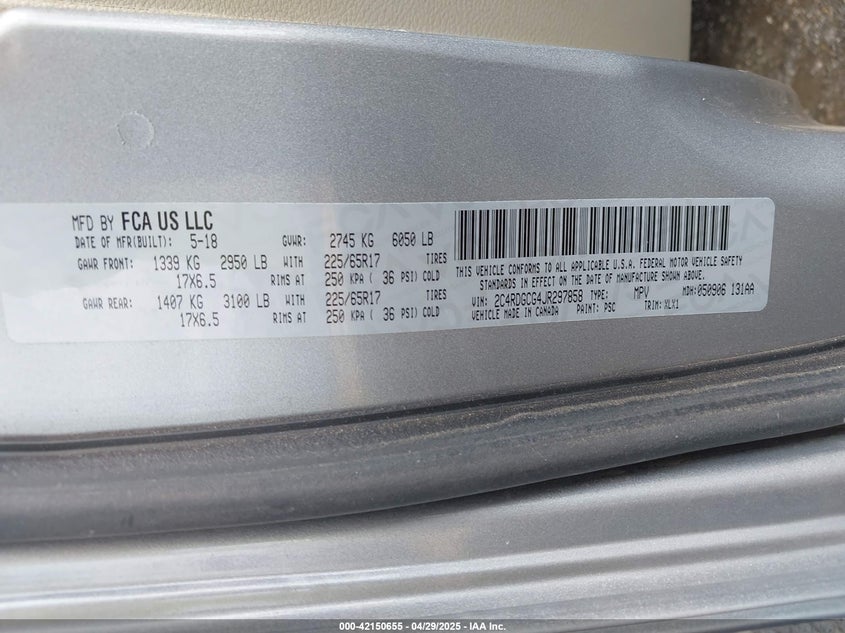 MFD BY FCA US LLC
DATE OF MFR(BUILT): 5-18 GVWR: 2745 KG 6050 LB
GAWR FRONT: 1339 KG 2950 LB WITH 225/65R17 TIRES
17X6.5 RIMS AT 250 KPA ( 36 PSI) COLD
GAWR REAR: 1407 KG 3100 LB WITH 225/65R17 TIRES
17X6.5 RIMS AT 250 KPA ( 36 PSI) COLD
THIS VEHICLE CONFORMS TO ALL APPLICABLE U.S.A. FEDERAL MOTOR VEHICLE SAFETY
STANDARDS IN EFFECT ON THE DATE OF MANUFACTURE SHOWN ABOVE.
VIN: 2C4RDGCG4JR297858 TYPE: MPV MDH:050906 131AA
VEHICLE MADE IN CANADA PAINT: PSC TRIM:XLX1
000-42150655 - 04/29/2025 - IAA Inc.